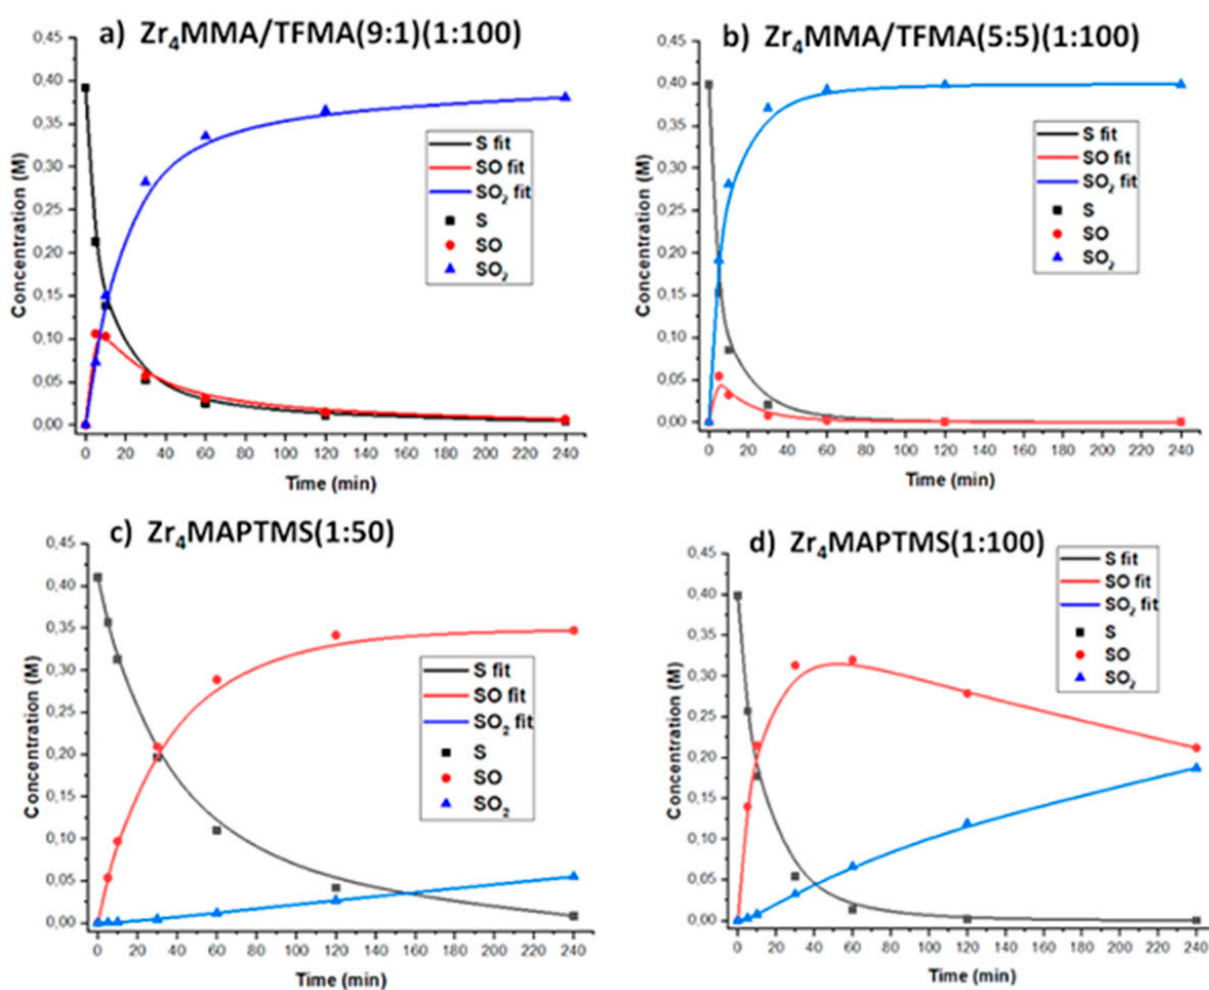 a) Zr₄MMA/TFMA(9:1)(1:100)
0,45
0,40
0,35
0,30
0,25
0,20
0,15
0,10
0,05
0,00
Concentration (M)
S fit
SO fit
SO₂ fit
S
SO
SO₂
0 20 40 60 80 100 120 140 160 180 200 220 240
Time (min)
b) Zr₄MMA/TFMA(5:5)(1:100)
0,45
0,40
0,35
0,30
0,25
0,20
0,15
0,10
0,05
0,00
Concentration (M)
S fit
SO fit
SO₂ fit
S
SO
SO₂
0 20 40 60 80 100 120 140 160 180 200 220 240
Time (min)
c) Zr₄MAPTMS(1:50)
0,45
0,40
0,35
0,30
0,25
0,20
0,15
0,10
0,05
0,00
Concentration (M)
S fit
SO fit
SO₂ fit
S
SO
SO₂
0 20 40 60 80 100 120 140 160 180 200 220 240
Time (min)
d) Zr₄MAPTMS(1:100)
0,45
0,40
0,35
0,30
0,25
0,20
0,15
0,10
0,05
0,00
Concentration (M)
S fit
SO fit
SO₂ fit
S
SO
SO₂
0 20 40 60 80 100 120 140 160 180 200 220 240
Time (min)